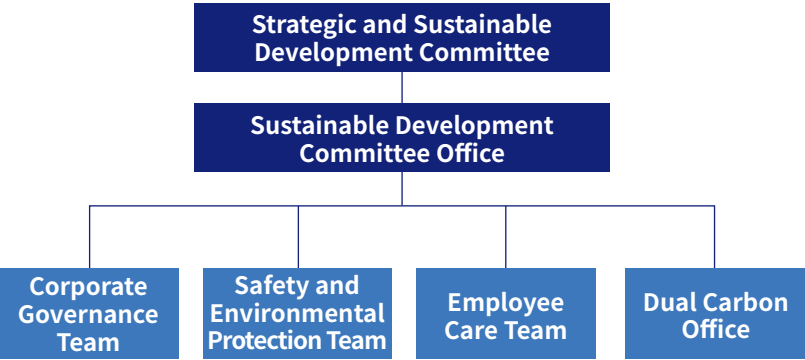 Strategic and Sustainable
Development Committee
Sustainable Development
Committee Office
Corporate
Governance
Team
Safety and
Environmental
Protection Team
Employee
Care Team
Dual Carbon
Office